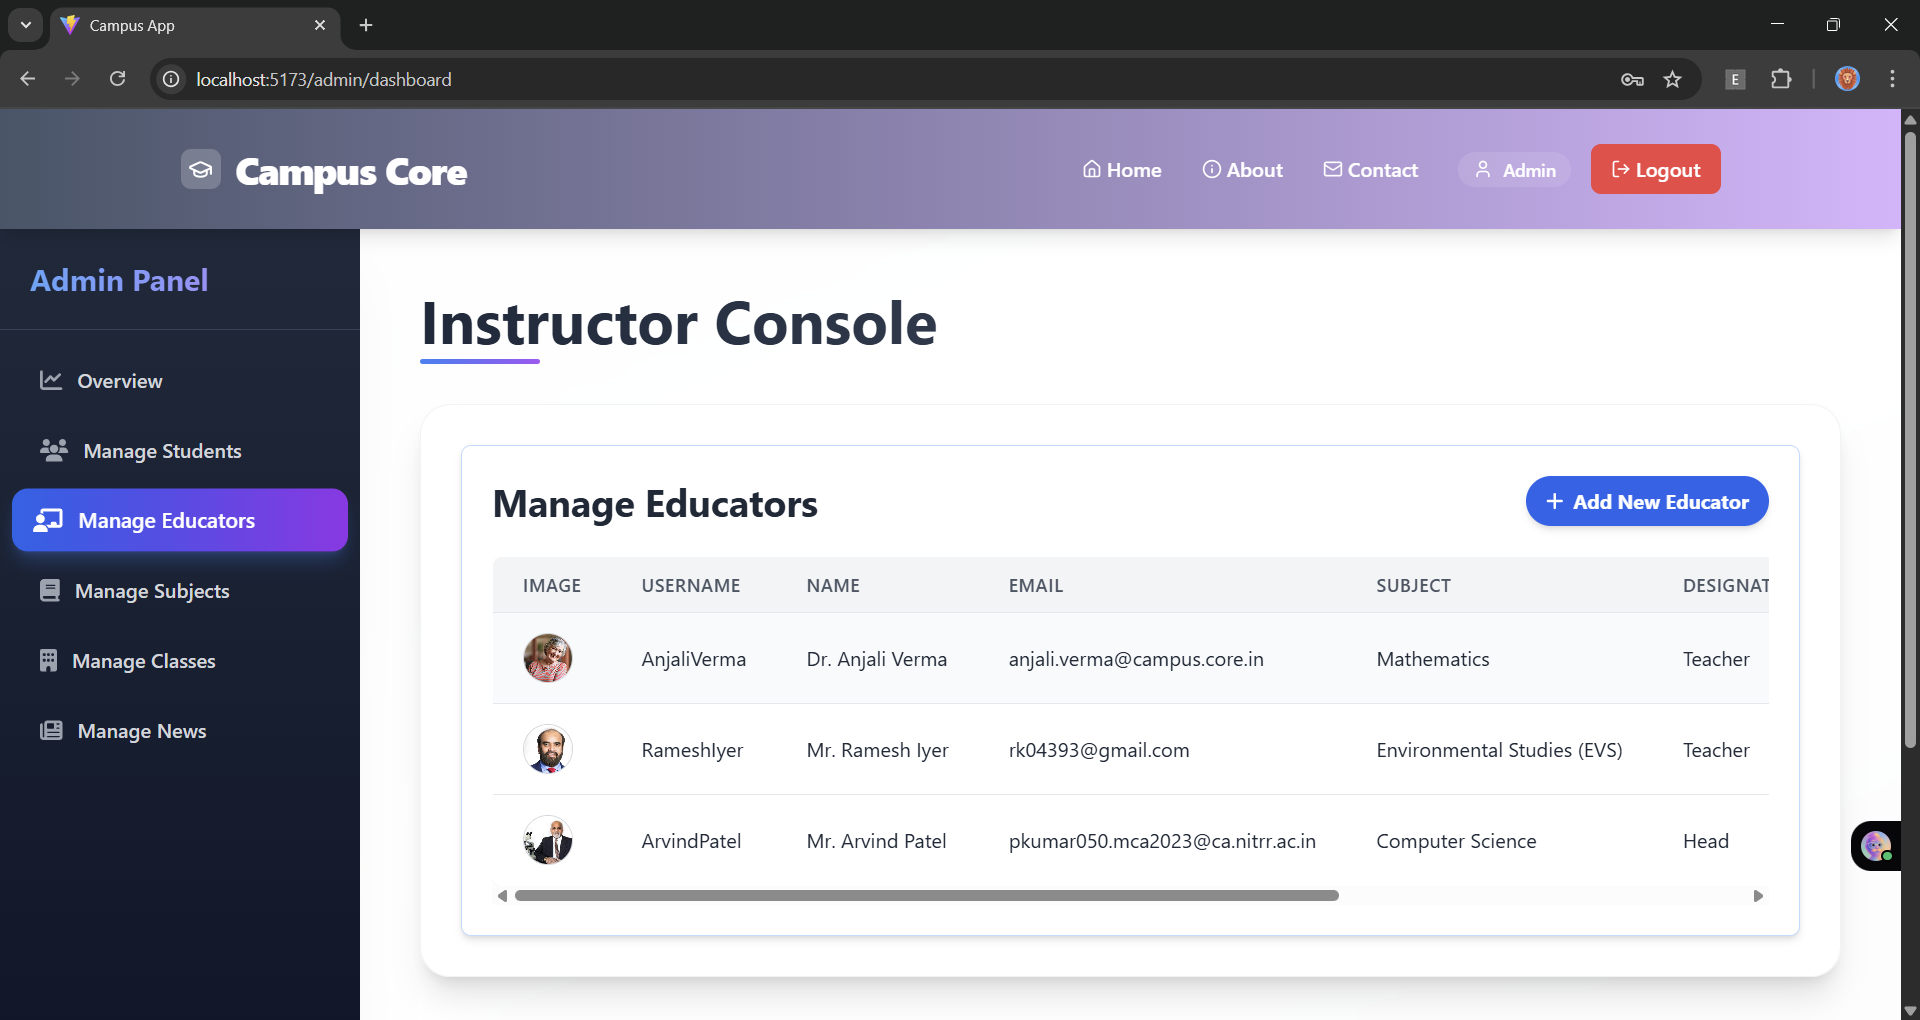 Campus App
localhost:5173/admin/dashboard
E
Campus Core
Home
About
Contact
Admin
Logout
Admin Panel
Overview
Manage Students
Manage Educators
Manage Subjects
Manage Classes
Manage News
Instructor Console
Manage Educators
+ Add New Educator
IMAGE USERNAME NAME EMAIL SUBJECT DESIGNAT
AnjaliVerma Dr. Anjali Verma anjali.verma@campus.core.in Mathematics Teacher
RameshIyer Mr. Ramesh Iyer rk04393@gmail.com Environmental Studies (EVS) Teacher
ArvindPatel Mr. Arvind Patel pkumar050.mca2023@ca.nitrr.ac.in Computer Science Head